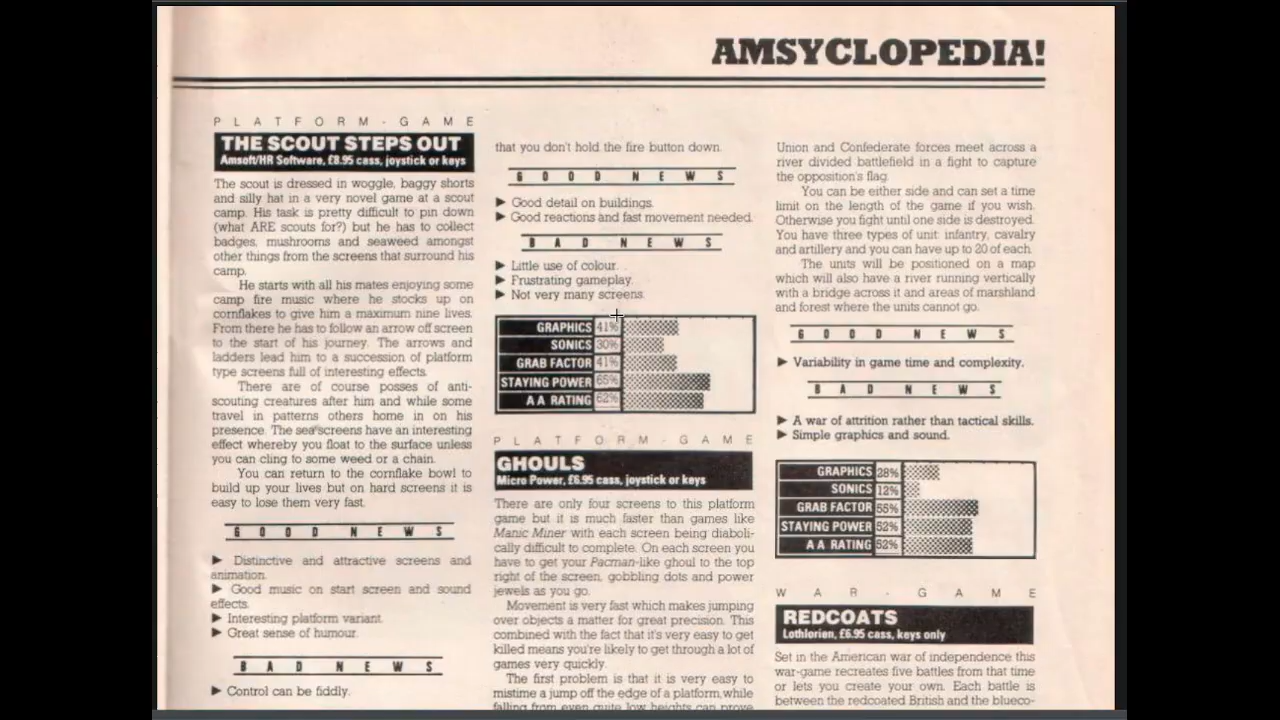 AMSYCLOPEDIA!
PLATFORM-GAME
THE SCOUT STEPS OUT
Amsoft/HR Software, £8.95 cass, joystick or keys
The scout is dressed in woggle, baggy shorts
and silly hat in a very novel game at a scout
camp. His task is pretty difficult to pin down
(what ARE scouts for?) but he has to collect
badges, mushrooms and seaweed amongst
other things from the screens that surround his
camp.
He starts with all his mates enjoying some
camp fire music where he stocks up on
cornflakes to give him a maximum nine lives.
From there he has to follow an arrow off screen
to the start of his journey. The arrows and
ladders lead him to a succession of platform
type screens full of interesting effects.
There are of course posses of anti-
scouting creatures after him and while some
travel in patterns others home in on his
presence. The sea screens have an interesting
effect whereby you float to the surface unless
you can cling to some weed or a chain.
You can return to the cornflake bowl to
build up your lives but on hard screens it is
easy to lose them very fast.
GOOD NEWS
► Distinctive and attractive screens and
animation.
► Good music on start screen and sound
effects.
► Interesting platform variant.
► Great sense of humour.
BAD NEWS
► Control can be fiddly.
that you don't hold the fire button down.
GOOD NEWS
► Good detail on buildings.
► Good reactions and fast movement needed.
BAD NEWS
► Little use of colour.
► Frustrating gameplay.
► Not very many screens.
GRAPHICS 41%
SONICS 30%
GRAB FACTOR 41%
STAYING POWER 65%
AA RATING 62%
PLATFORM-GAME
GHOULS
Micro Power, £6.95 cass, joystick or keys
There are only four screens to this platform
game but it is much faster than games like
Manic Miner with each screen being diaboli-
cally difficult to complete. On each screen you
have to get your Pacman-like ghoul to the top
right of the screen, gobbling dots and power
jewels as you go.
Movement is very fast which makes jumping
over objects a matter for great precision. This
combined with the fact that it's very easy to get
killed means you're likely to get through a lot of
games very quickly.
The first problem is that it is very easy to
mistime a jump off the edge of a platform, while
falling from even quite low heights can prove
Union and Confederate forces meet across a
river divided battlefield in a fight to capture
the opposition's flag.
You can be either side and can set a time
limit on the length of the game if you wish.
Otherwise you fight until one side is destroyed.
You have three types of unit: infantry, cavalry
and artillery and you can have up to 20 of each.
The units will be positioned on a map
which will also have a river running vertically
with a bridge across it and areas of marshland
and forest where the units cannot go.
GOOD NEWS
► Variability in game time and complexity.
BAD NEWS
► A war of attrition rather than tactical skills.
► Simple graphics and sound.
GRAPHICS 28%
SONICS 12%
GRAB FACTOR 55%
STAYING POWER 52%
AA RATING 52%
WAR-GAME
REDCOATS
Lothlorien, £6.95 cass, keys only
Set in the American war of independence this
war-game recreates five battles from that time
or lets you create your own. Each battle is
between the redcoated British and the blueco-